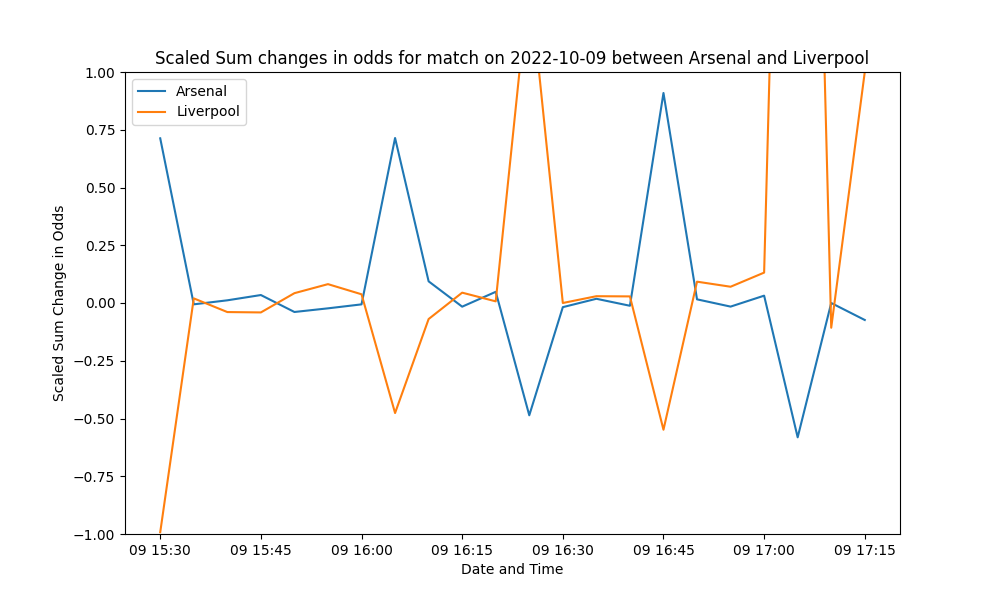 Scaled Sum changes in odds for match on 2022-10-09 between Arsenal and Liverpool
Arsenal
Liverpool
1.00
0.75
0.50
0.25
0.00
−0.25
−0.50
−0.75
−1.00
Scaled Sum Change in Odds
09 15:30 09 15:45 09 16:00 09 16:15 09 16:30 09 16:45 09 17:00 09 17:15
Date and Time